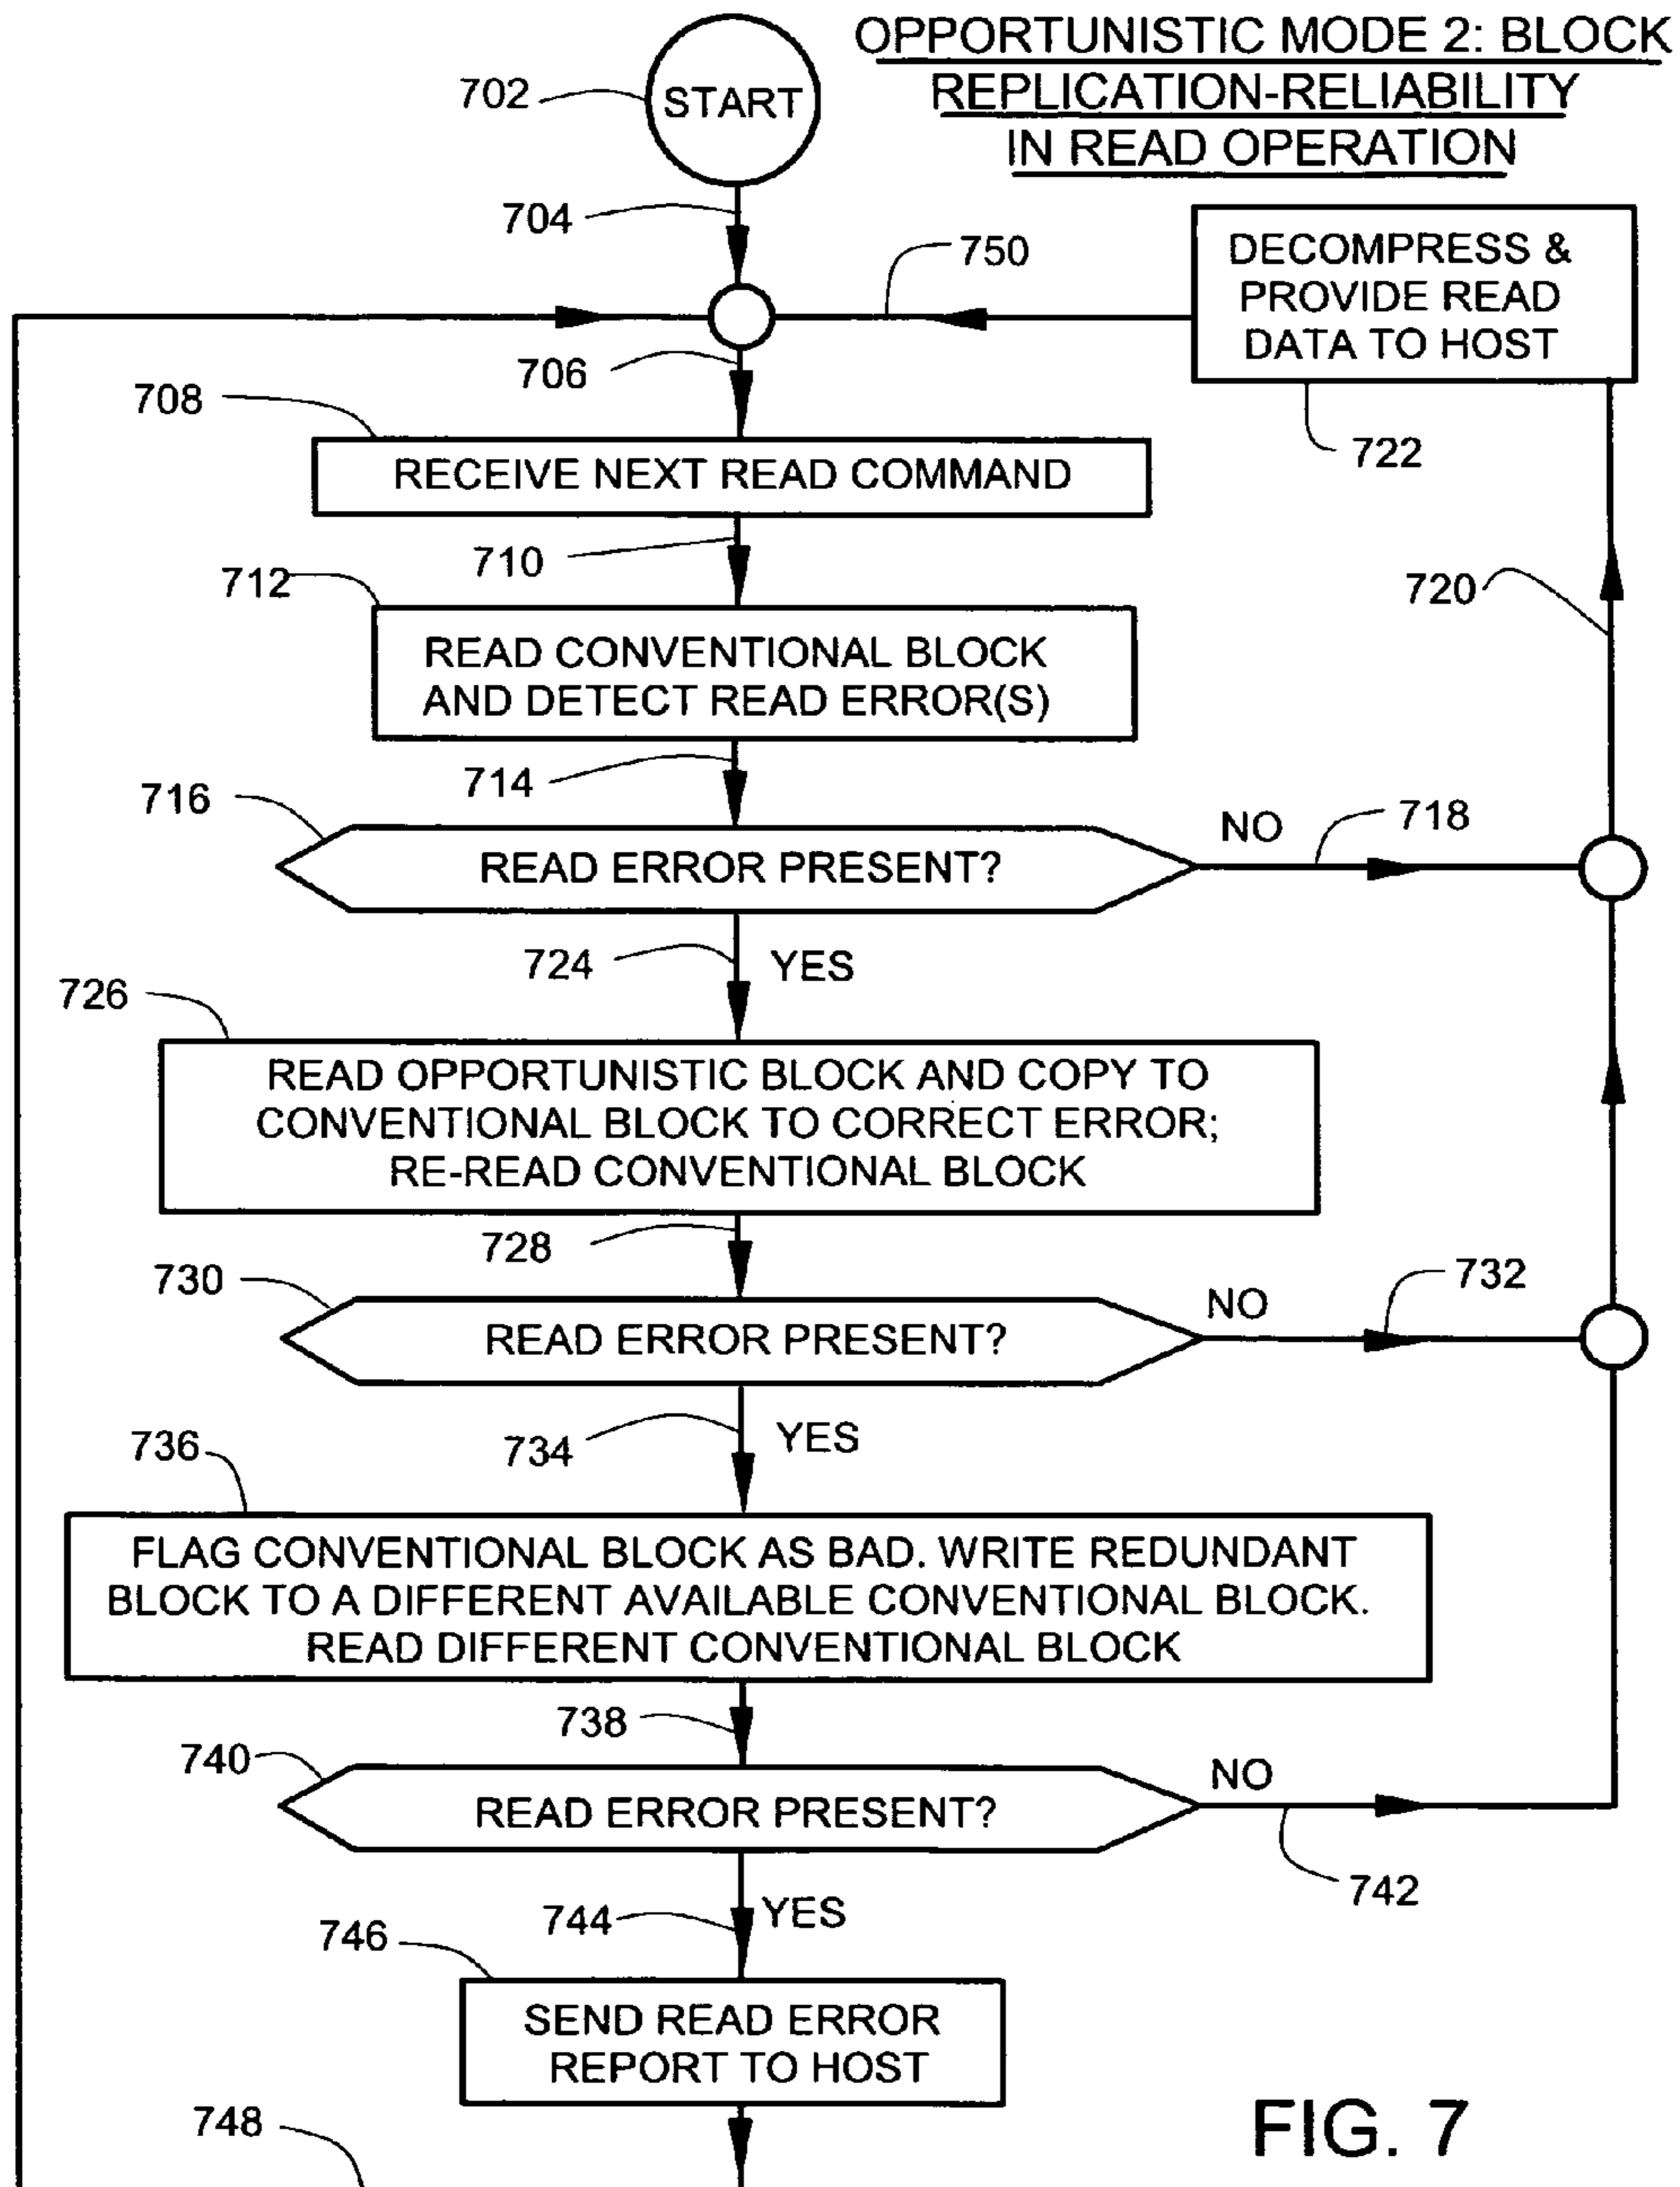 OPPORTUNISTIC MODE 2: BLOCK
REPLICATION-RELIABILITY
IN READ OPERATION
702
START
704
750
DECOMPRESS &
PROVIDE READ
DATA TO HOST
706
708
722
RECEIVE NEXT READ COMMAND
710
712
720
READ CONVENTIONAL BLOCK
AND DETECT READ ERROR(S)
714
716
NO
718
READ ERROR PRESENT?
724
YES
726
READ OPPORTUNISTIC BLOCK AND COPY TO
CONVENTIONAL BLOCK TO CORRECT ERROR;
RE-READ CONVENTIONAL BLOCK
728
730
NO
732
READ ERROR PRESENT?
734
YES
736
FLAG CONVENTIONAL BLOCK AS BAD. WRITE REDUNDANT
BLOCK TO A DIFFERENT AVAILABLE CONVENTIONAL BLOCK.
READ DIFFERENT CONVENTIONAL BLOCK
738
740
NO
READ ERROR PRESENT?
742
744
YES
746
SEND READ ERROR
REPORT TO HOST
748
FIG. 7